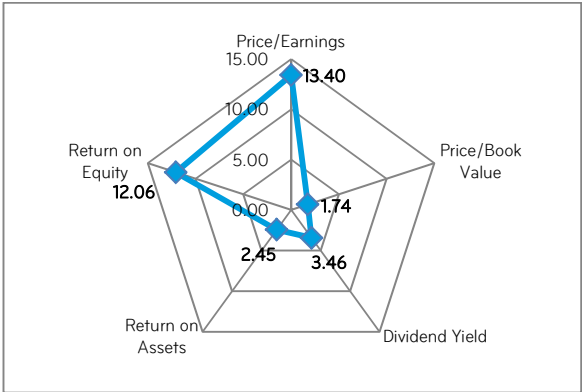 Price/Earnings
15.00
13.40
10.00
Return on
Equity
Price/Book
Value
5.00
12.06
0.00
1.74
2.45
3.46
Return on
Assets
Dividend Yield